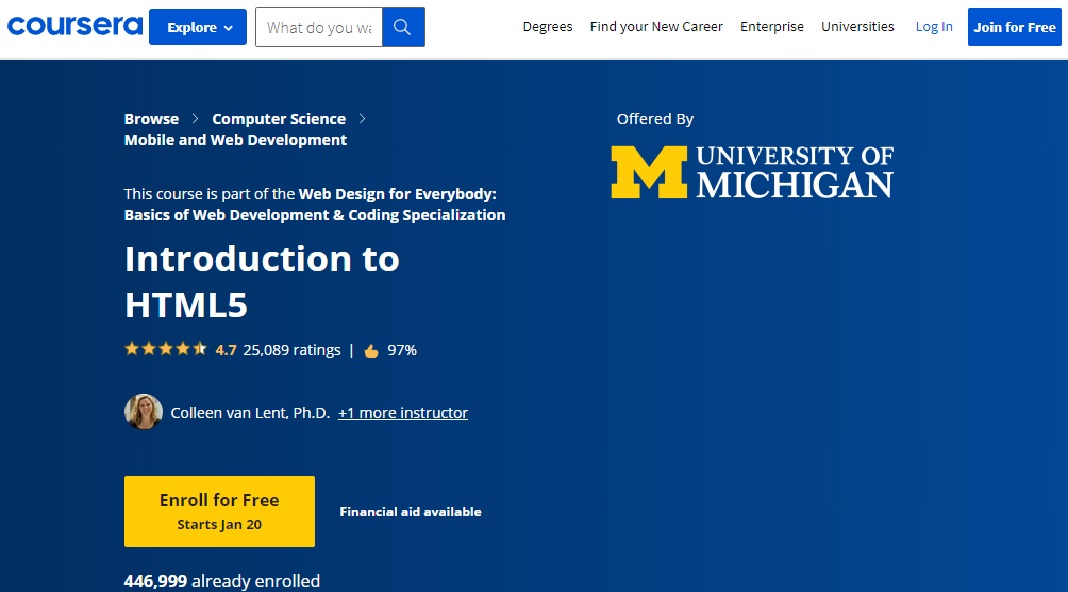 coursera
Explore
What do you wa
Degrees
Find your New Career
Enterprise
Universities
Log In
Join for Free
Browse > Computer Science >
Mobile and Web Development
This course is part of the Web Design for Everybody:
Basics of Web Development & Coding Specialization
Introduction to
HTML5
4.7 25,089 ratings | 97%
Colleen van Lent, Ph.D. +1 more instructor
Enroll for Free
Starts Jan 20
Financial aid available
446,999 already enrolled
Offered By
M UNIVERSITY OF
MICHIGAN